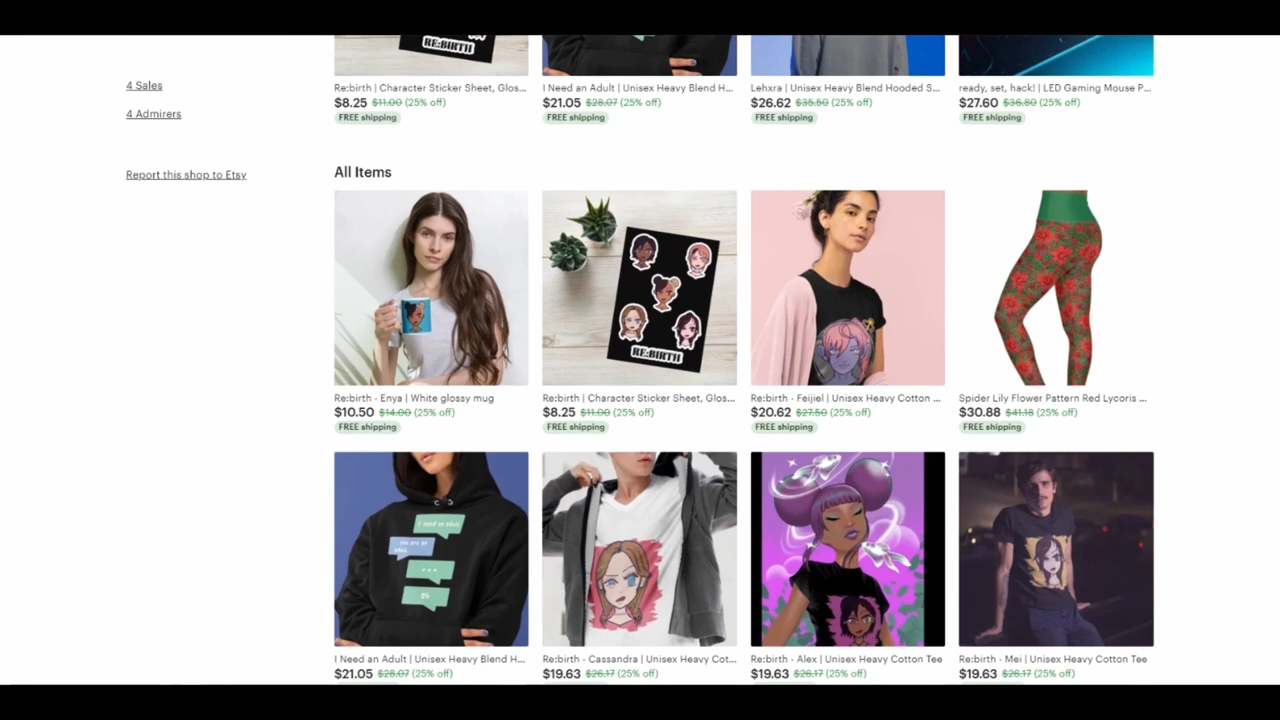 RE:BIRTH
4 Sales
4 Admirers
Report this shop to Etsy
Re:birth | Character Sticker Sheet, Glos...
$8.25 $11.00 (25% off)
FREE shipping
I Need an Adult | Unisex Heavy Blend H...
$21.05 $28.07 (25% off)
FREE shipping
Lehxra | Unisex Heavy Blend Hooded S...
$26.62 $35.50 (25% off)
FREE shipping
ready, set, hack! | LED Gaming Mouse P...
$27.60 $36.80 (25% off)
FREE shipping
All Items
RE:BIRTH
Re:birth - Enya | White glossy mug
$10.50 $14.00 (25% off)
FREE shipping
Re:birth | Character Sticker Sheet, Glos...
$8.25 $11.00 (25% off)
FREE shipping
Re:birth - Feijiel | Unisex Heavy Cotton ...
$20.62 $27.50 (25% off)
FREE shipping
Spider Lily Flower Pattern Red Lycoris ...
$30.88 $41.18 (25% off)
FREE shipping
I need an adult
you are an
adult
...
Oh
I Need an Adult | Unisex Heavy Blend H...
$21.05 $28.07 (25% off)
Re:birth - Cassandra | Unisex Heavy Cot...
$19.63 $26.17 (25% off)
Re:birth - Alex | Unisex Heavy Cotton Tee
$19.63 $26.17 (25% off)
Re:birth - Mei | Unisex Heavy Cotton Tee
$19.63 $26.17 (25% off)